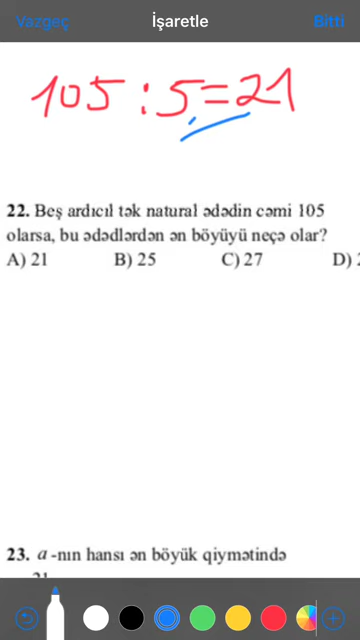 Vazgeç İşaretle Bitti
105 : 5 = 21
22. Beş ardıcıl tək natural ədədin cəmi 105
olarsa, bu ədədlərdən ən böyüyü neçə olar?
A) 21 B) 25 C) 27 D)
23. a -nın hansı ən böyük qiymətində